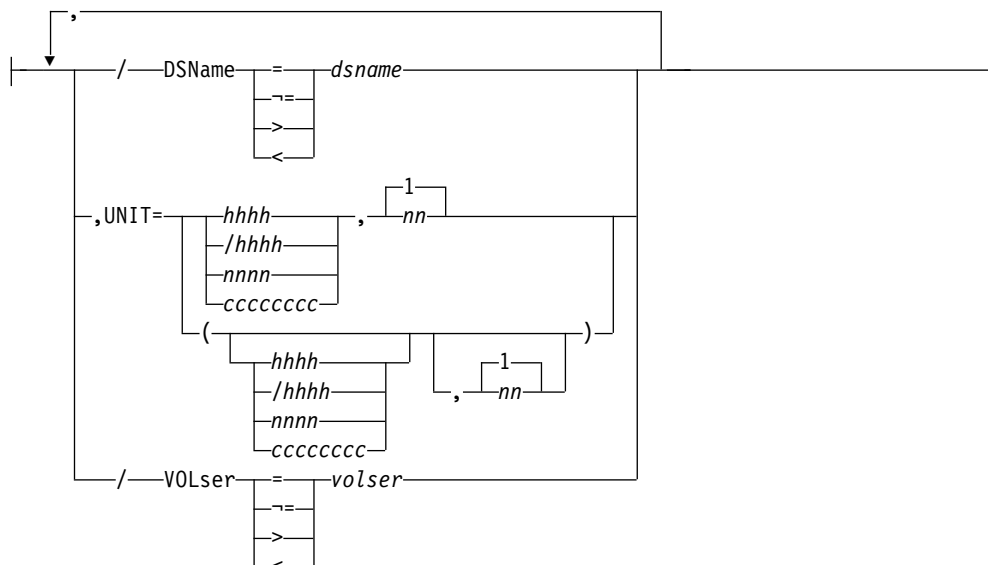 ,
/ DSName = dsname
¬=
>
<
1
,UNIT= hhhh , nn
/hhhh
nnnn
cccccccc
( )
hhhh 1
/hhhh , nn
nnnn
cccccccc
/ VOLser = volser
¬=
>
<